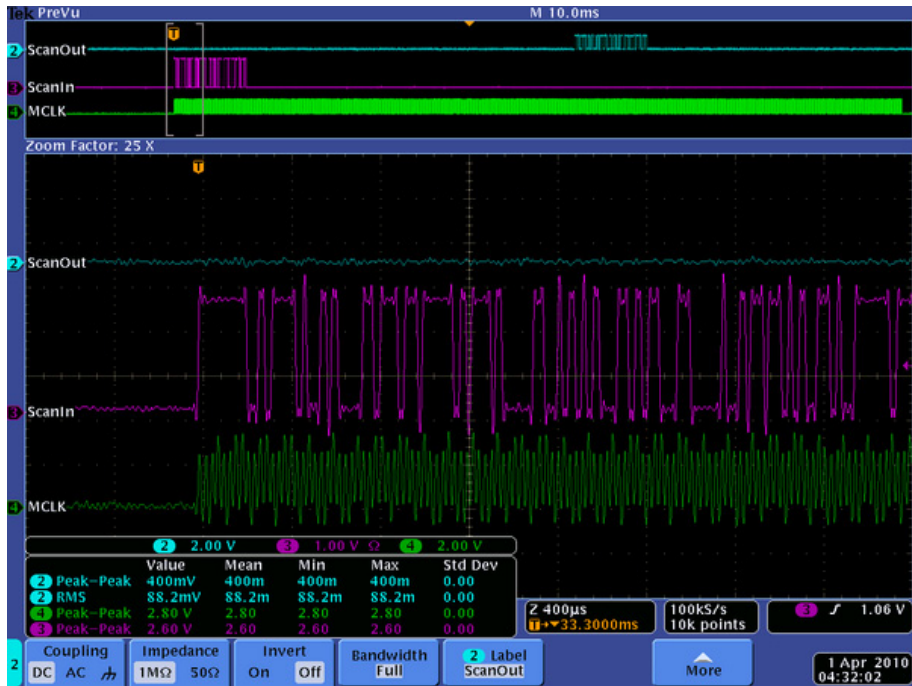 Tek PreVu M 10.0ms
T
2 ScanOut
3 ScanIn
4 MCLK
Zoom Factor: 25 X
T
2 ScanOut
3 ScanIn
4 MCLK
2 2.00 V 3 1.00 V Ω 4 2.00 V
Value Mean Min Max Std Dev
2 Peak-Peak 400mV 400m 400m 400m 0.00
2 RMS 88.2mV 88.2m 88.2m 88.2m 0.00
4 Peak-Peak 2.80 V 2.80 2.80 2.80 0.00
3 Peak-Peak 2.60 V 2.60 2.60 2.60 0.00
Z 400µs
T→▼33.3000ms
100kS/s
10k points
3 1.06 V
2
Coupling
DC AC
Impedance
1MΩ 50Ω
Invert
On Off
Bandwidth
Full
2 Label
ScanOut
More
1 Apr 2010
04:32:02